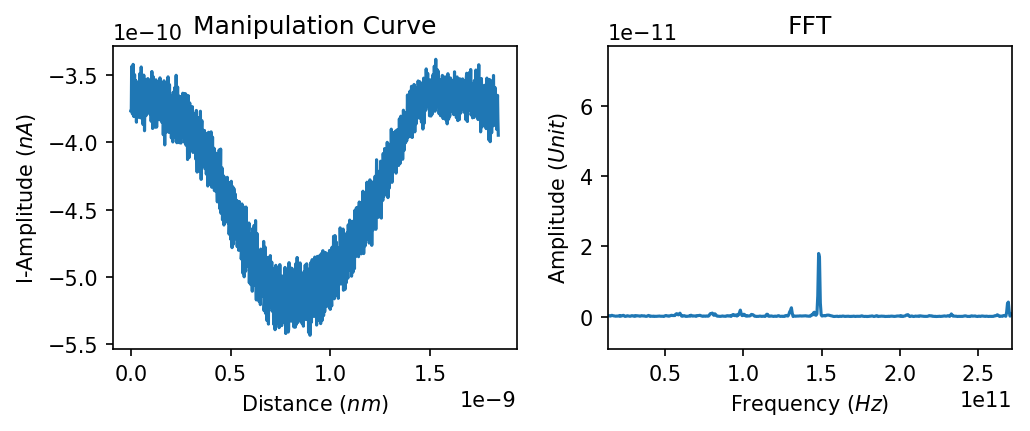 Manipulation Curve
1e−10
−3.5
−4.0
−4.5
−5.0
−5.5
I-Amplitude (nA)
0.0 0.5 1.0 1.5
1e−9
Distance (nm)
FFT
1e−11
6
4
2
0
Amplitude (Unit)
0.5 1.0 1.5 2.0 2.5
1e11
Frequency (Hz)